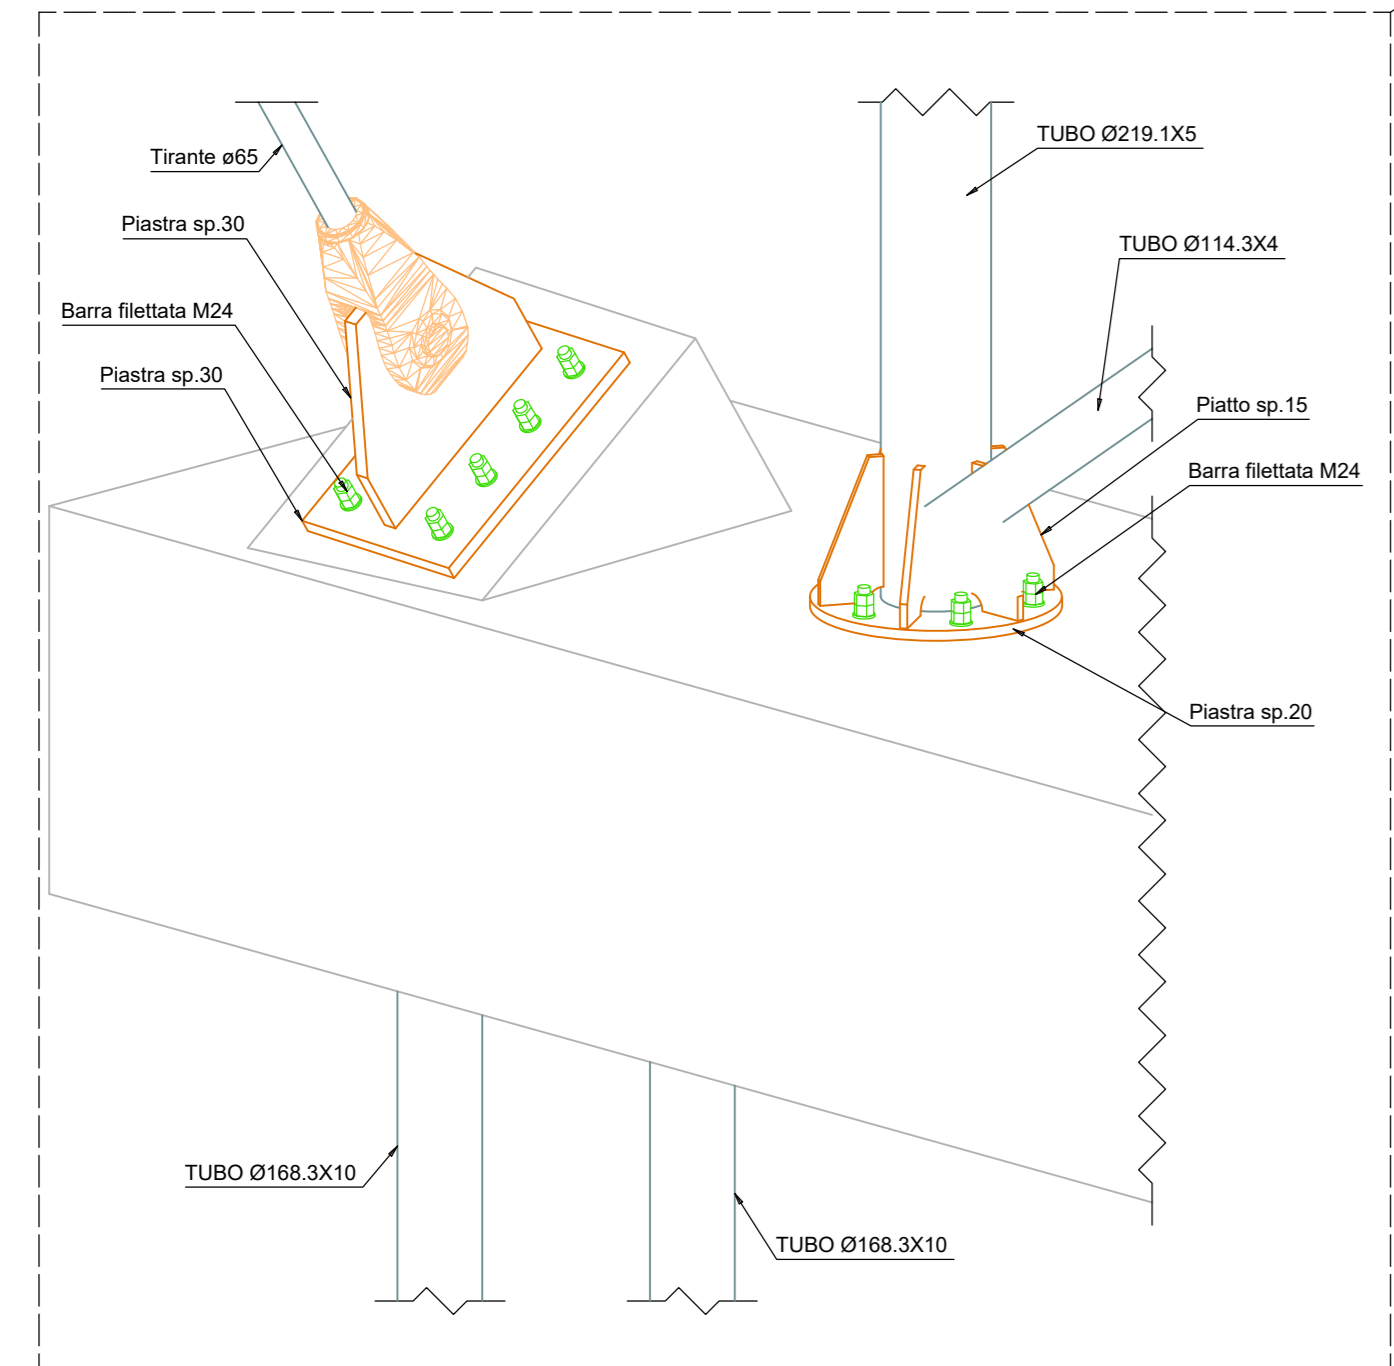 TUBO Ø219.1X5
Tirante ø65
Piastra sp.30
TUBO Ø114.3X4
Barra filettata M24
Piastra sp.30
Piatto sp.15
Barra filettata M24
Piastra sp.20
TUBO Ø168.3X10
TUBO Ø168.3X10